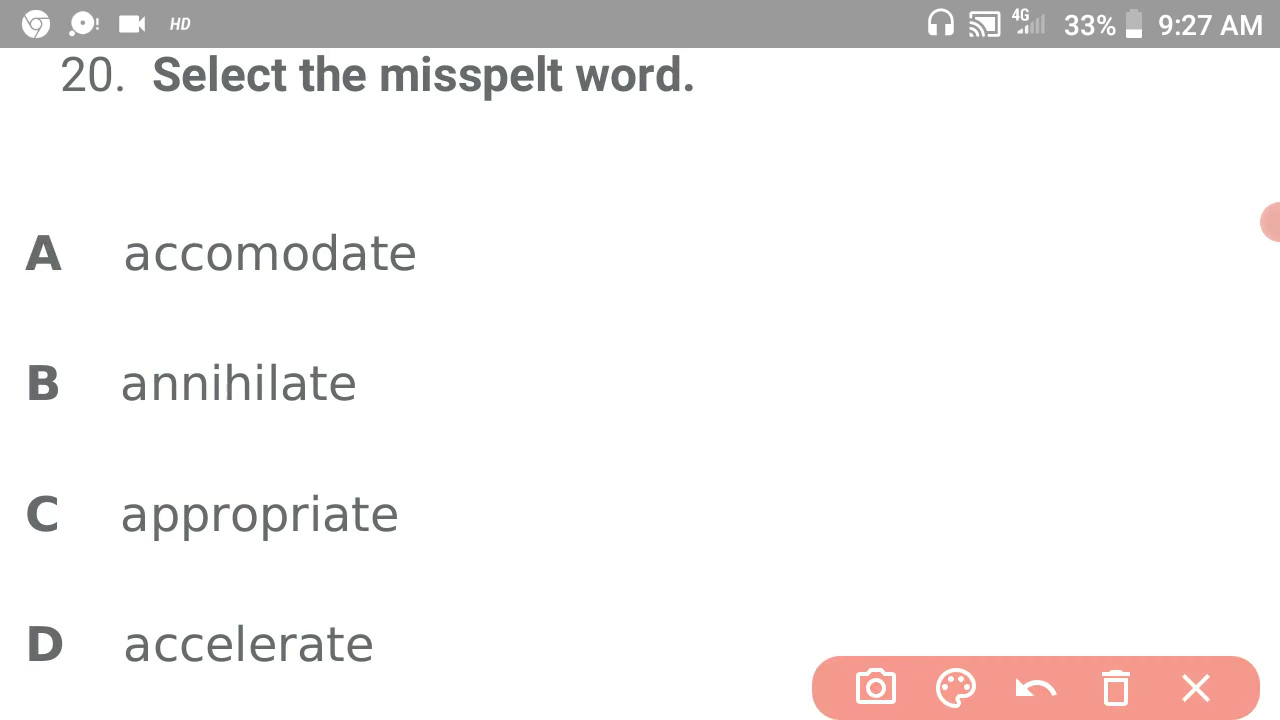 HD 4G 33% 9:27 AM
20. Select the misspelt word.
A accomodate
B annihilate
C appropriate
D accelerate